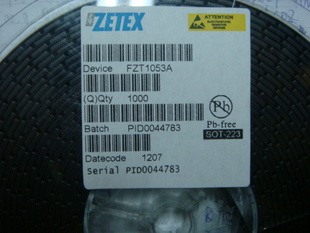 ZETEX
ATTENTION
Device FZT1053A
(Q)Qty 1000
Pb
Pb-free
Batch PID0044783
SOT-223
Datecode 1207
Serial PID0044783